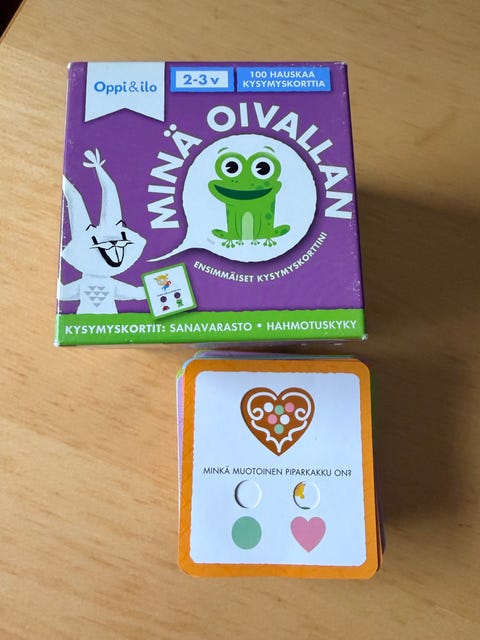 Oppi&ilo
2-3 v
100 HAUSKAA
KYSYMYSKORTTIA
MINÄ OIVALLAN
ENSIMMÄISET KYSYMYSKORTTINI
KYSYMYSKORTIT: SANAVARASTO • HAHMOTUSKYKY
MINKÄ MUOTOINEN PIPARKAKKU ON?